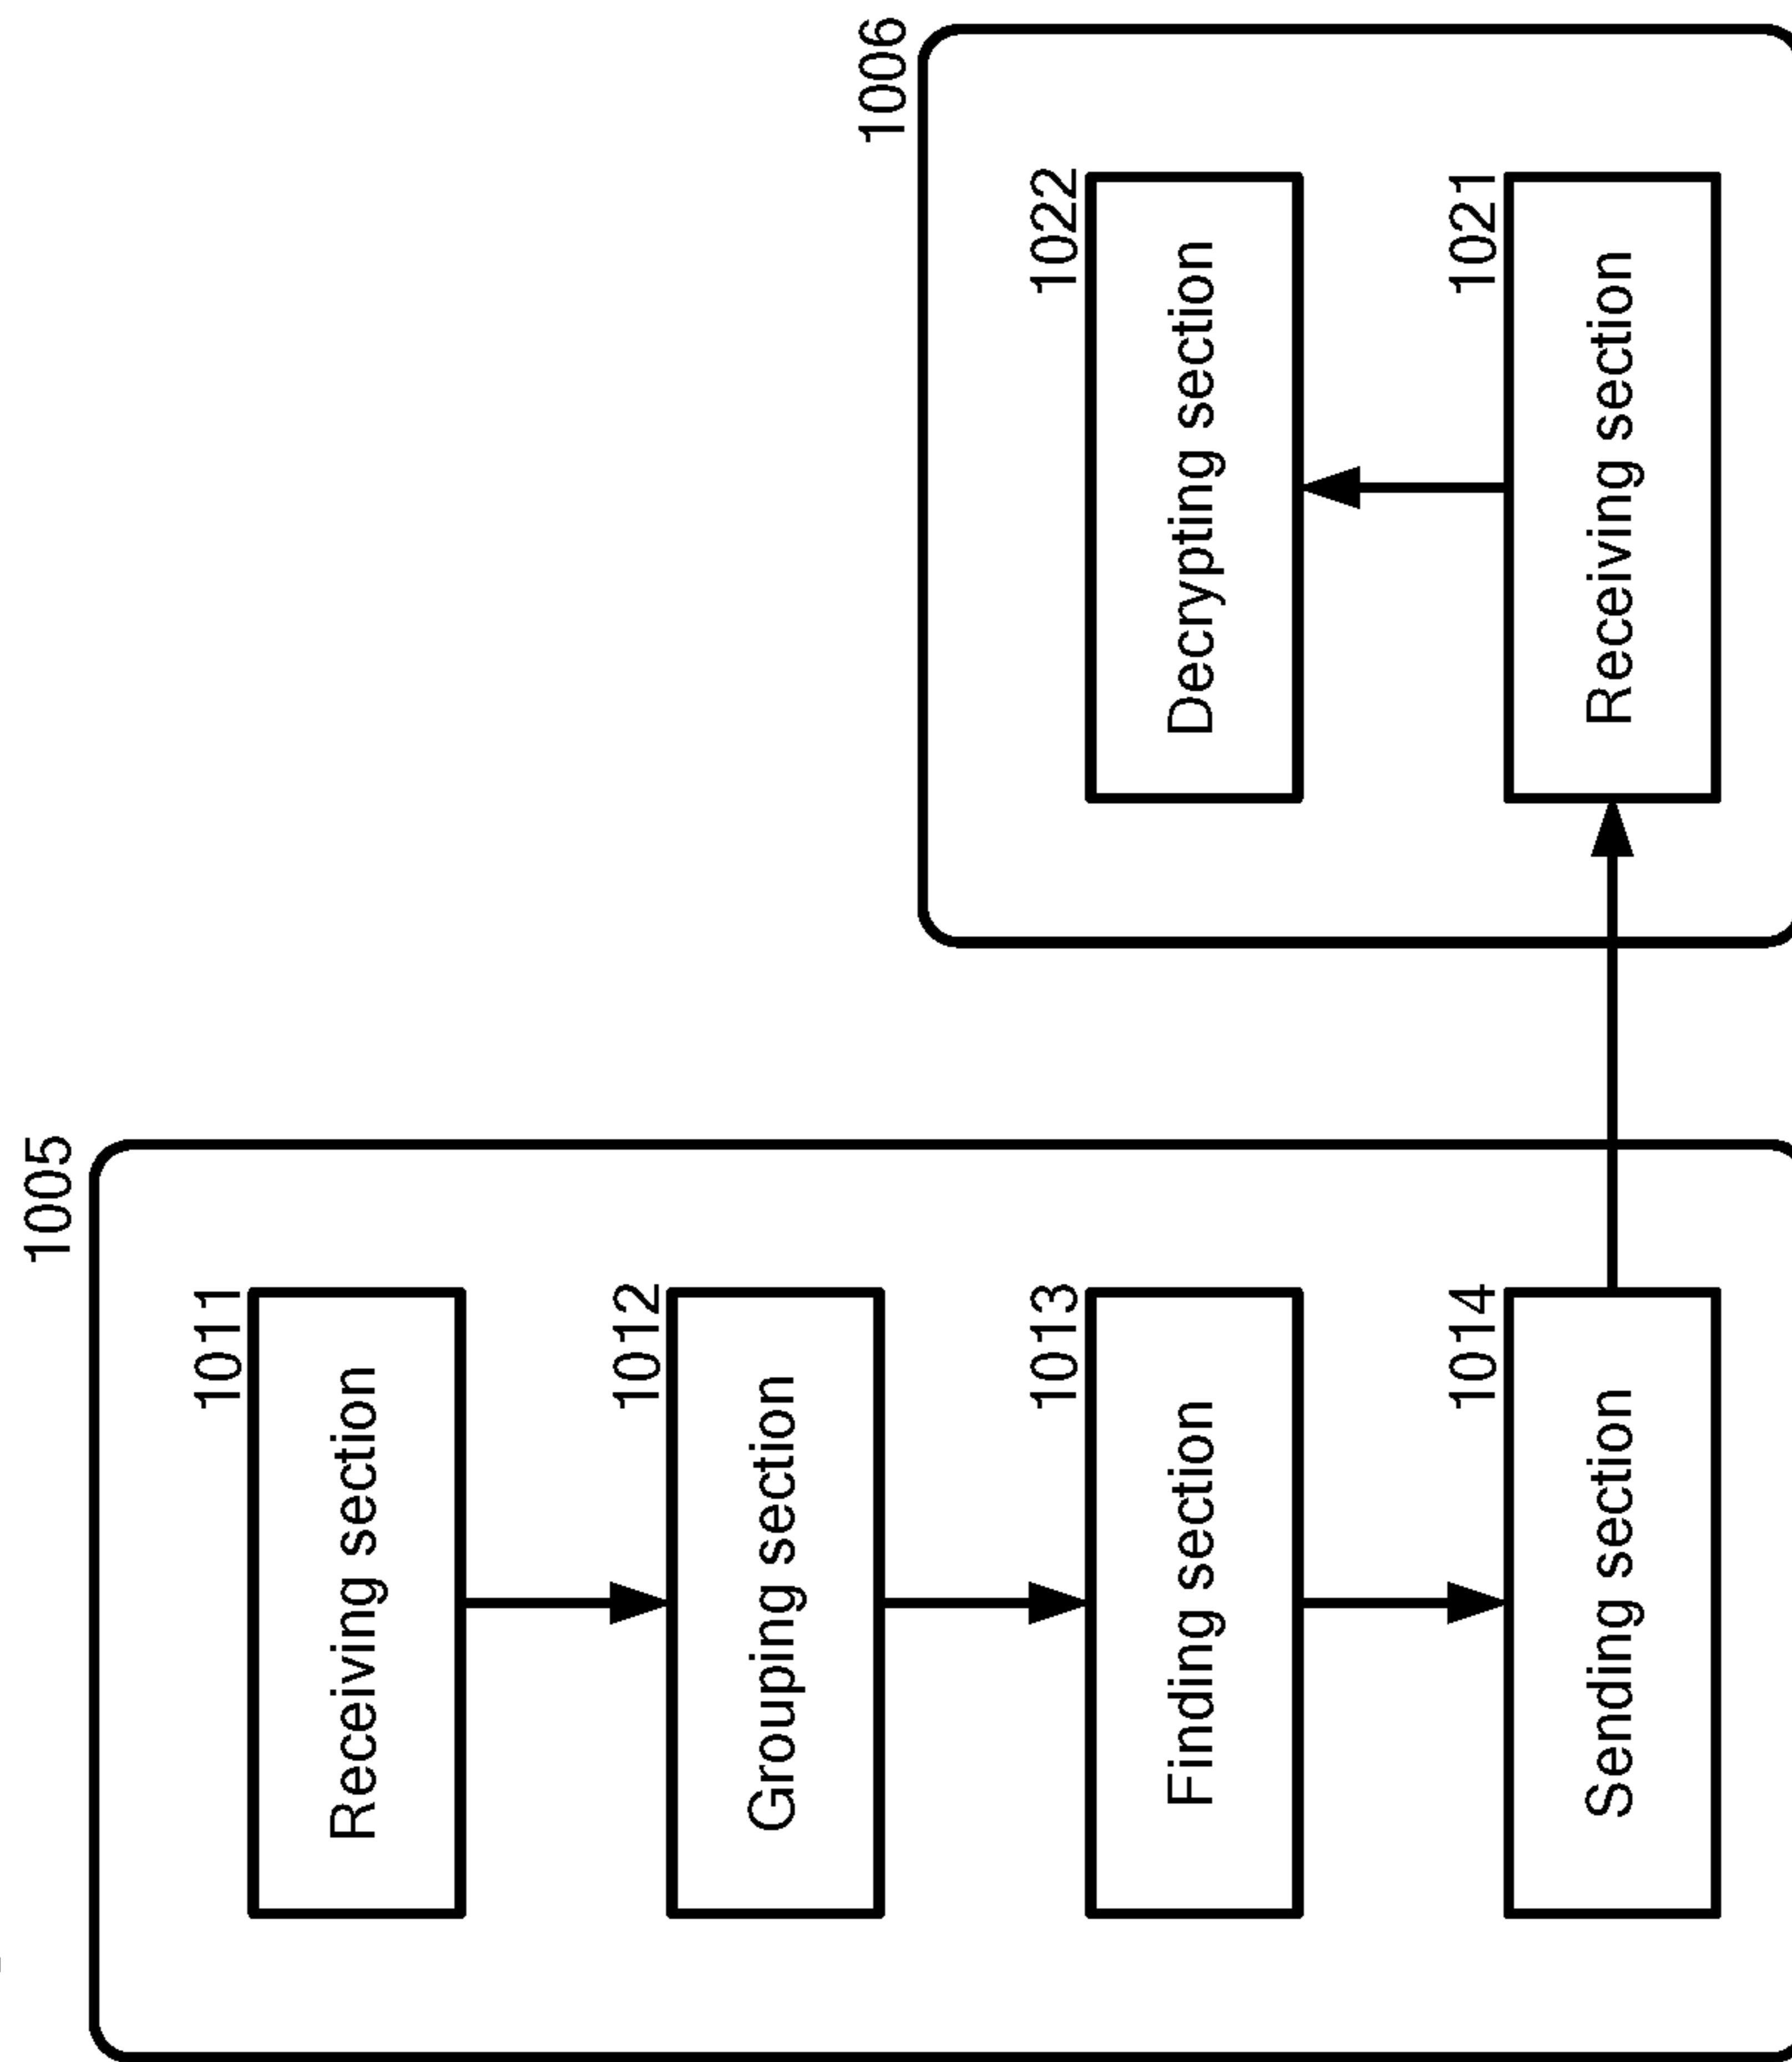 1005
1011
Receiving section
1012
Grouping section
1013
Finding section
1014
Sending section
1006
1022
Decrypting section
1021
Receiving section